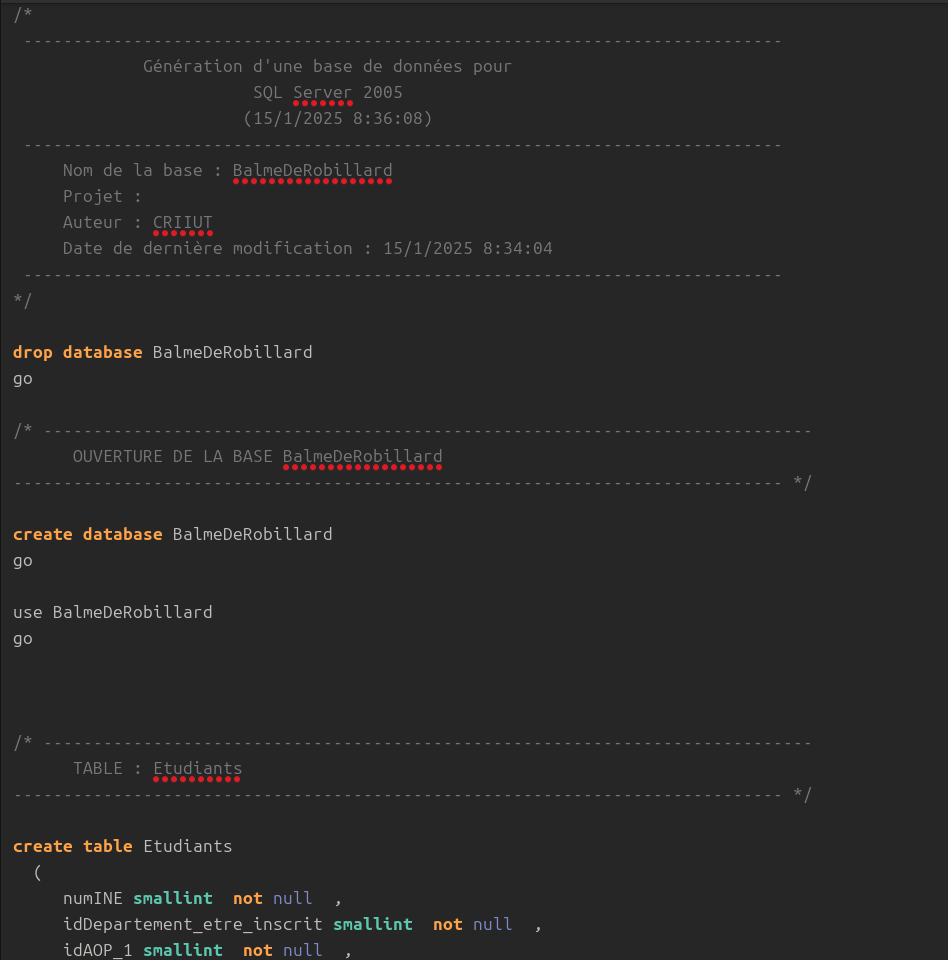 /*
------------------------------------------------------------------------------
Génération d'une base de données pour
SQL Server 2005
(15/1/2025 8:36:08)
------------------------------------------------------------------------------
Nom de la base : BalmeDeRobillard
Projet :
Auteur : CRIIUT
Date de dernière modification : 15/1/2025 8:34:04
------------------------------------------------------------------------------
*/
drop database BalmeDeRobillard
go
/* -----------------------------------------------------------------------------
OUVERTURE DE LA BASE BalmeDeRobillard
----------------------------------------------------------------------------- */
create database BalmeDeRobillard
go
use BalmeDeRobillard
go
/* -----------------------------------------------------------------------------
TABLE : Etudiants
----------------------------------------------------------------------------- */
create table Etudiants
(
numINE smallint  not null  ,
idDepartement_etre_inscrit smallint  not null  ,
idAOP_1 smallint  not null  ,